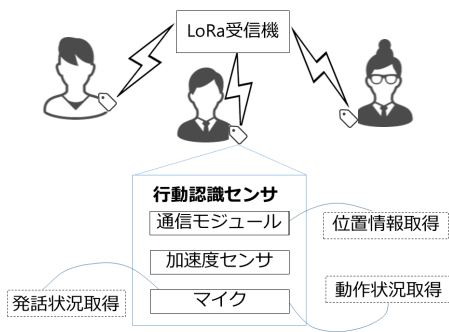 LoRa受信機
行動認識センサ
通信モジュール
位置情報取得
加速度センサ
動作状況取得
マイク
発話状況取得